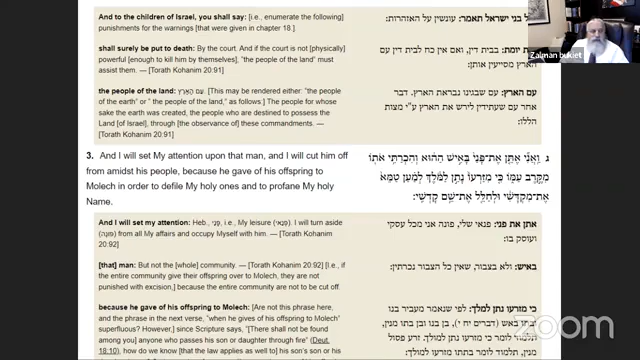 And to the children of Israel, you shall say: [i.e., enumerate the following]
punishments for the warnings [that were given in chapter 18.]
shall surely be put to death: By the court. And if the court is not [physically]
powerful [enough to kill him by themselves], “the people of the land” must
assist them. — [Torath Kohanim 20:91]
the people of the land: עַם הָאָרֶץ. [This may be rendered either: “the people
of the earth” or “ the people of the land,” as follows.] The people for whose
sake the earth was created, the people who are destined to possess the
Land [of Israel], through [the observance of] these commandments. —
[Torath Kohanim 20:91]
ל בני ישראל תאמר: עונשין על האזהרות:
יומת: בבית דין, ואם אין כח לבית דין עם
הארץ מסייעין אותן:
עם הארץ: עם שבגינו נבראת הארץ. דבר
אחר עם שעתידין לירש את הארץ ע"י מצות
הללו:
3. And I will set My attention upon that man, and I will cut him off
from amidst his people, because he gave of his offspring to
Molech in order to defile My holy ones and to profane My holy
Name.
ג וַאֲנִ֞י אֶתֵּ֤ן אֶת־פָּנַי֙ בָּאִ֣ישׁ הַה֔וּא וְהִכְרַתִּ֥י אֹת֖וֹ
מִקֶּ֣רֶב עַמּ֑וֹ כִּ֤י מִזַּרְעוֹ֙ נָתַ֣ן לַמֹּ֔לֶךְ לְמַ֗עַן טַמֵּא֙
אֶת־מִקְדָּשִׁ֔י וּלְחַלֵּ֖ל אֶת־שֵׁ֥ם קָדְשִֽׁי:
And I will set my attention: Heb., פָּנַי, i.e., My leisure (פְּנַאי). I will turn aside
(פּוֹנֶה) from all My affairs and occupy Myself with him. — [Torath Kohanim
20:92]
[that] man: But not the [whole] community. — [Torath Kohanim 20:92] [I.e., if
the entire community give their offspring over to Molech, they are not
punished with excision,] because the entire community are not to be cut off.
because he gave of his offspring to Molech: [Are not this phrase here;
and the phrase in the next verse, “when he gives of his offspring to Molech”
superfluous? However,] since Scripture says, “[There shall not be found
among you] anyone who passes his son or daughter through fire” (Deut.
18:10), how do we know [that the law applies as well to] his son's son or his
אתן את פני: פנאי שלי, פונה אני מכל עסקי
ועוסק בו:
באיש: ולא בצבור, שאין כל הצבור נכרתין:
כי מזרעו נתן למולך: לפי שנאמר מעביר בנו
ובתו באש (דברים יח י), בן בנו ובן בתו מנין,
תלמוד לומר כי מזרעו נתן למולך. זרע פסול
מנין, תלמוד לומר בתתו מזרעו למולך:
Zalman bukiet
zoom